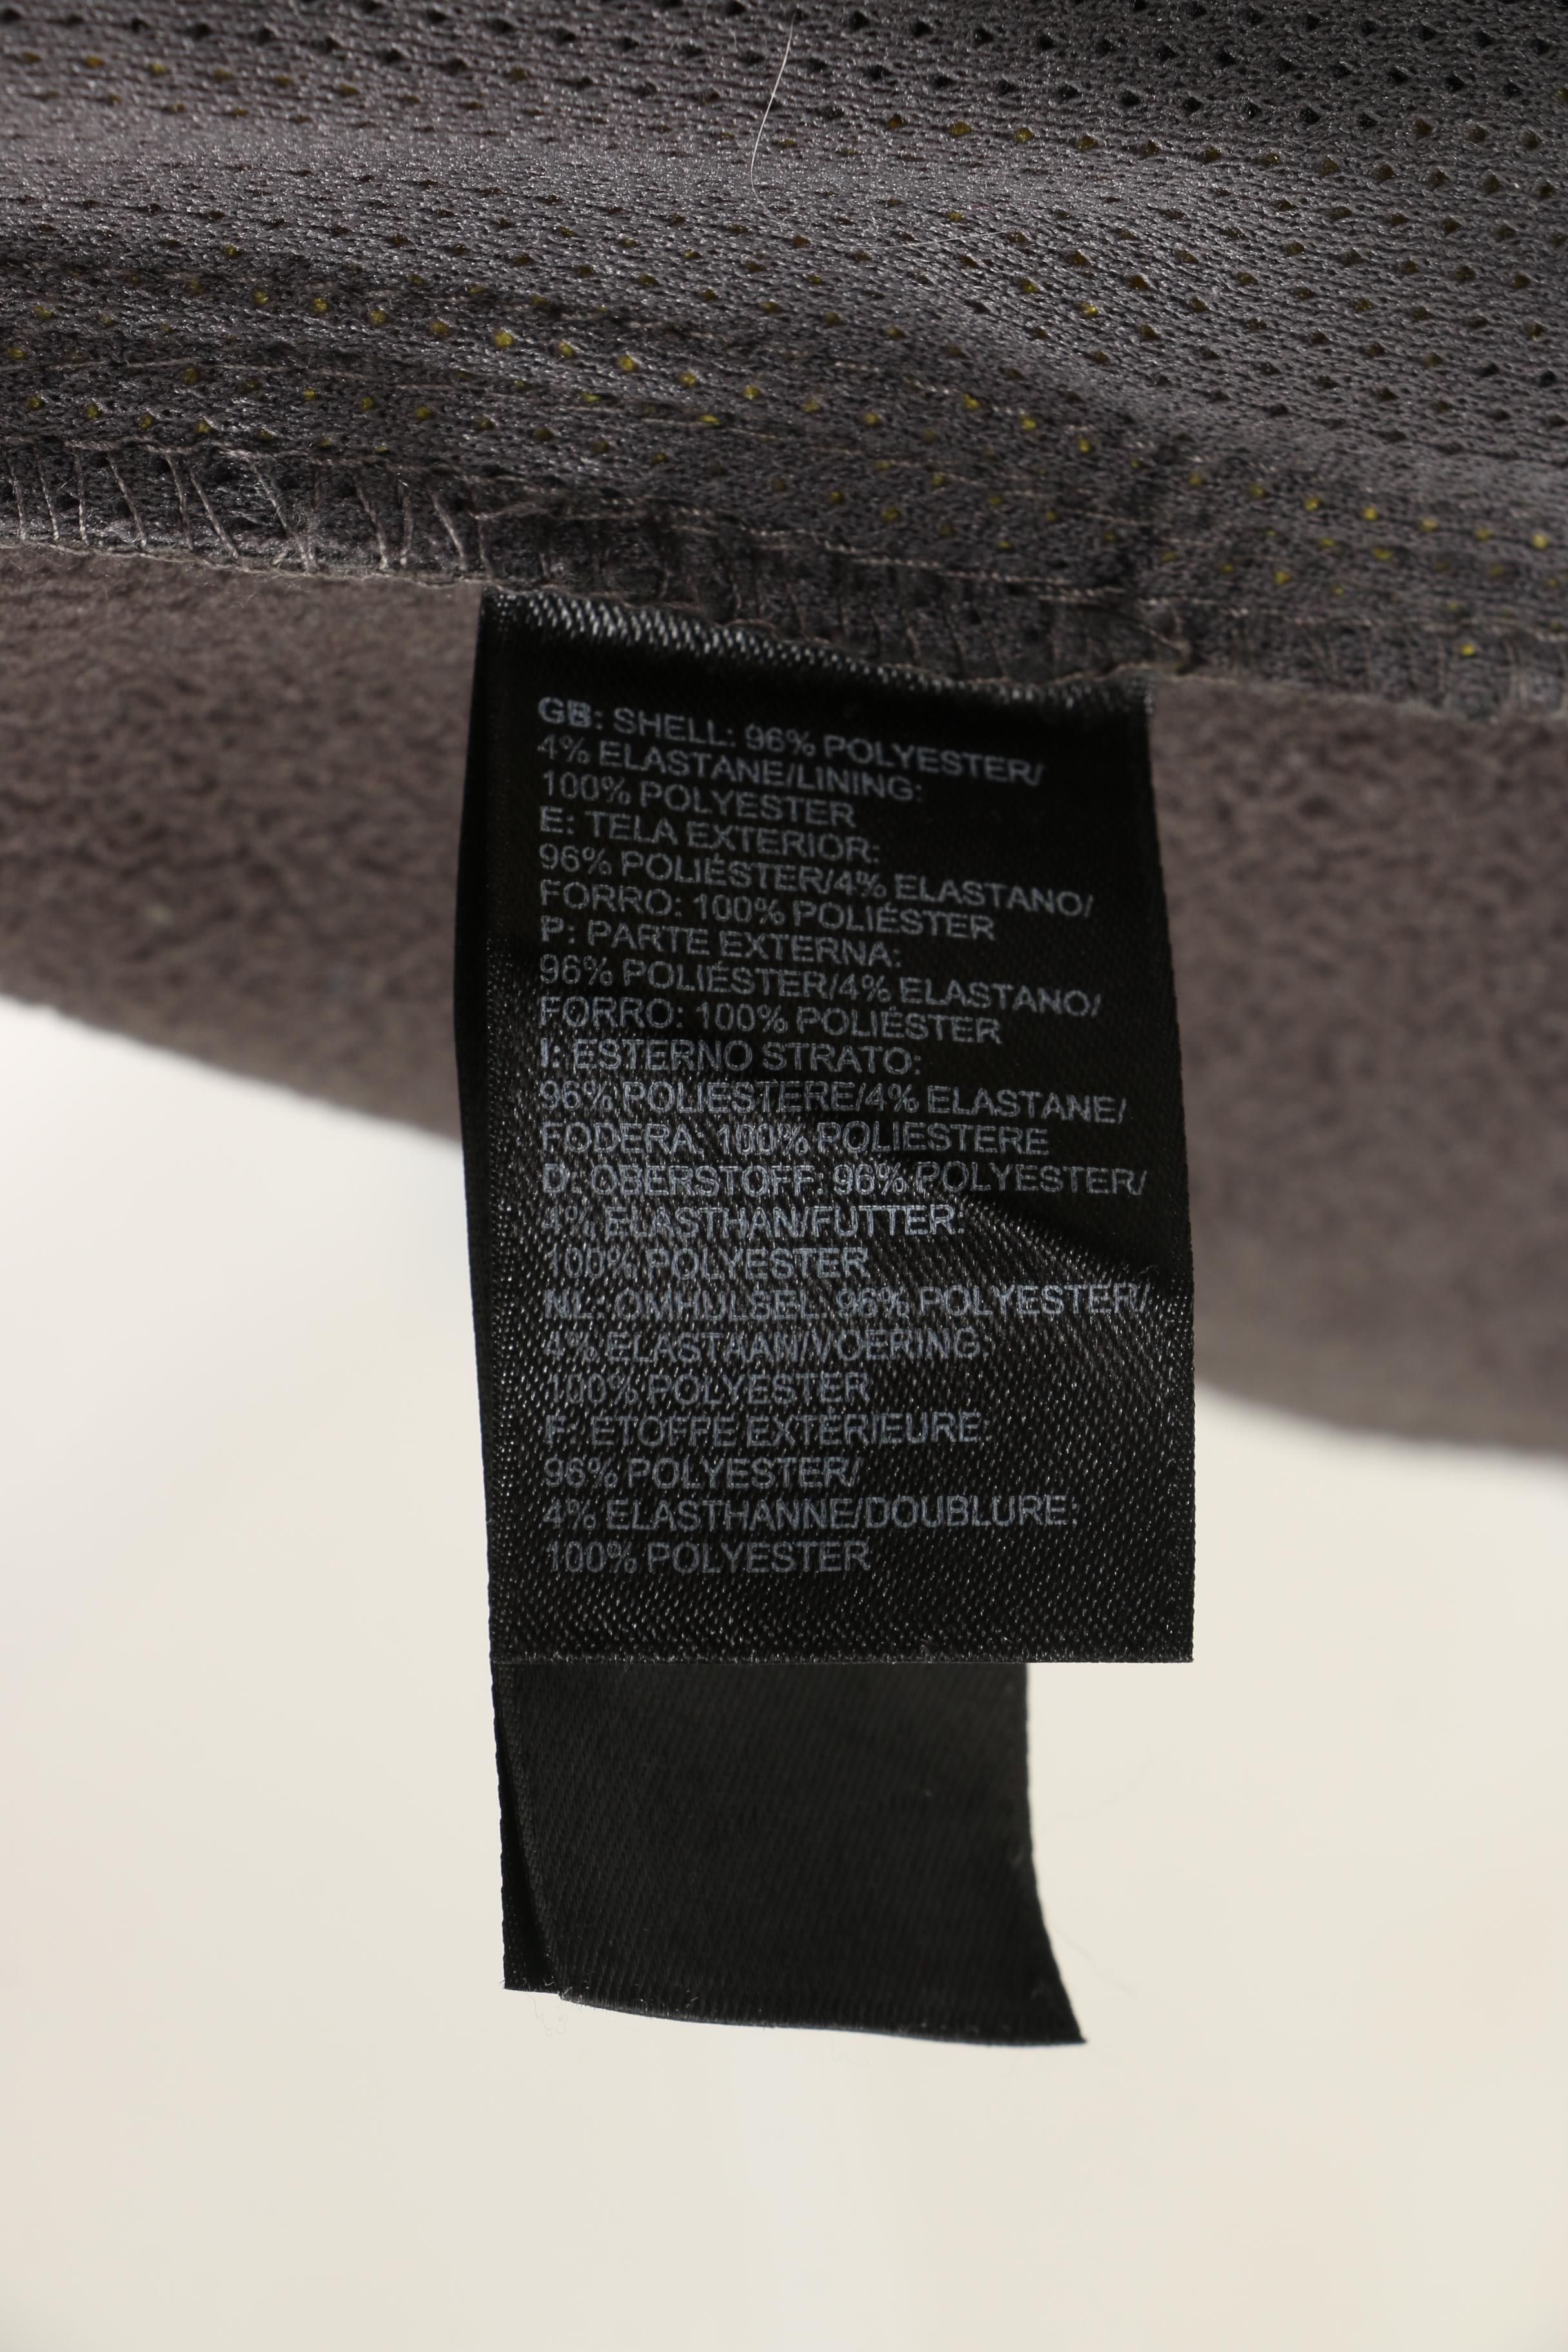 GB: SHELL: 96% POLYESTER/
4% ELASTANE/LINING:
100% POLYESTER
E: TELA EXTERIOR:
96% POLIÉSTER/4% ELASTANO/
FORRO: 100% POLIÉSTER
P: PARTE EXTERNA:
96% POLIÉSTER/4% ELASTANO/
FORRO: 100% POLIÉSTER
I: ESTERNO STRATO:
96% POLIESTERE/4% ELASTANE/
FODERA: 100% POLIESTERE
D: OBERSTOFF: 96% POLYESTER/
4% ELASTHAN/FUTTER:
100% POLYESTER
NL: OMHULSEL: 96% POLYESTER/
4% ELASTAAN/VOERING:
100% POLYESTER
F: ETOFFE EXTÉRIEURE:
96% POLYESTER/
4% ELASTHANNE/DOUBLURE:
100% POLYESTER